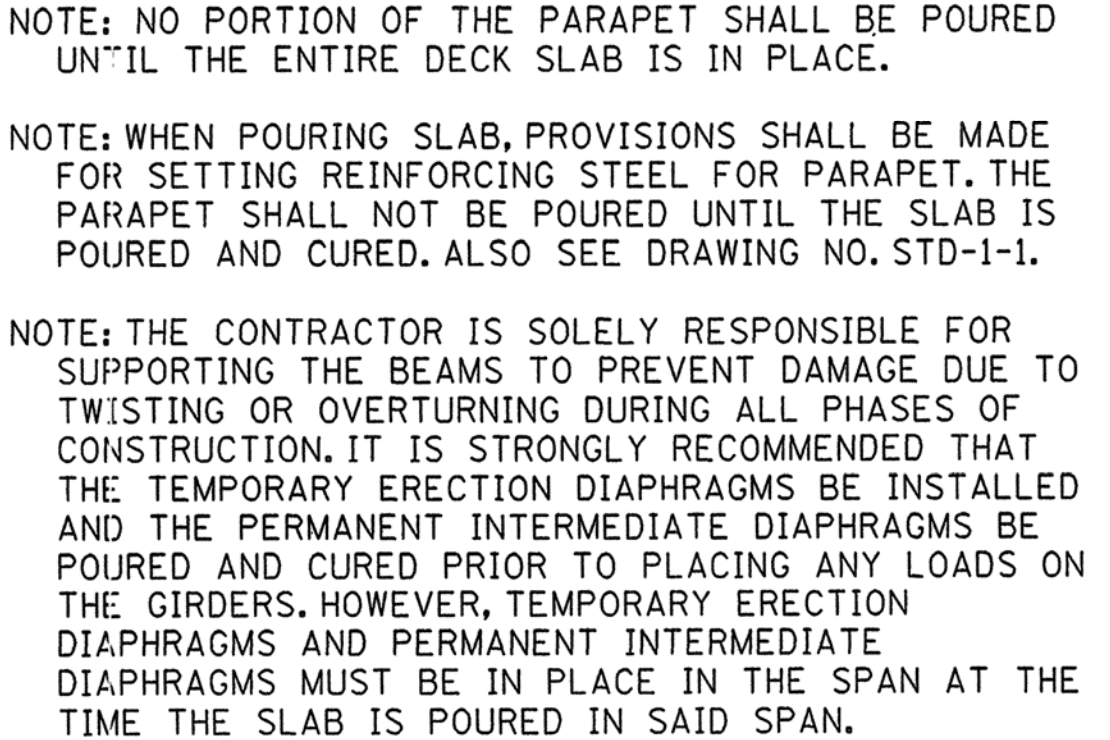 NOTE: NO PORTION OF THE PARAPET SHALL BE POURED
UNTIL THE ENTIRE DECK SLAB IS IN PLACE.
NOTE: WHEN POURING SLAB, PROVISIONS SHALL BE MADE
FOR SETTING REINFORCING STEEL FOR PARAPET. THE
PARAPET SHALL NOT BE POURED UNTIL THE SLAB IS
POURED AND CURED. ALSO SEE DRAWING NO. STD-1-1.
NOTE: THE CONTRACTOR IS SOLELY RESPONSIBLE FOR
SUPPORTING THE BEAMS TO PREVENT DAMAGE DUE TO
TWISTING OR OVERTURNING DURING ALL PHASES OF
CONSTRUCTION. IT IS STRONGLY RECOMMENDED THAT
THE TEMPORARY ERECTION DIAPHRAGMS BE INSTALLED
AND THE PERMANENT INTERMEDIATE DIAPHRAGMS BE
POURED AND CURED PRIOR TO PLACING ANY LOADS ON
THE GIRDERS. HOWEVER, TEMPORARY ERECTION
DIAPHRAGMS AND PERMANENT INTERMEDIATE
DIAPHRAGMS MUST BE IN PLACE IN THE SPAN AT THE
TIME THE SLAB IS POURED IN SAID SPAN.